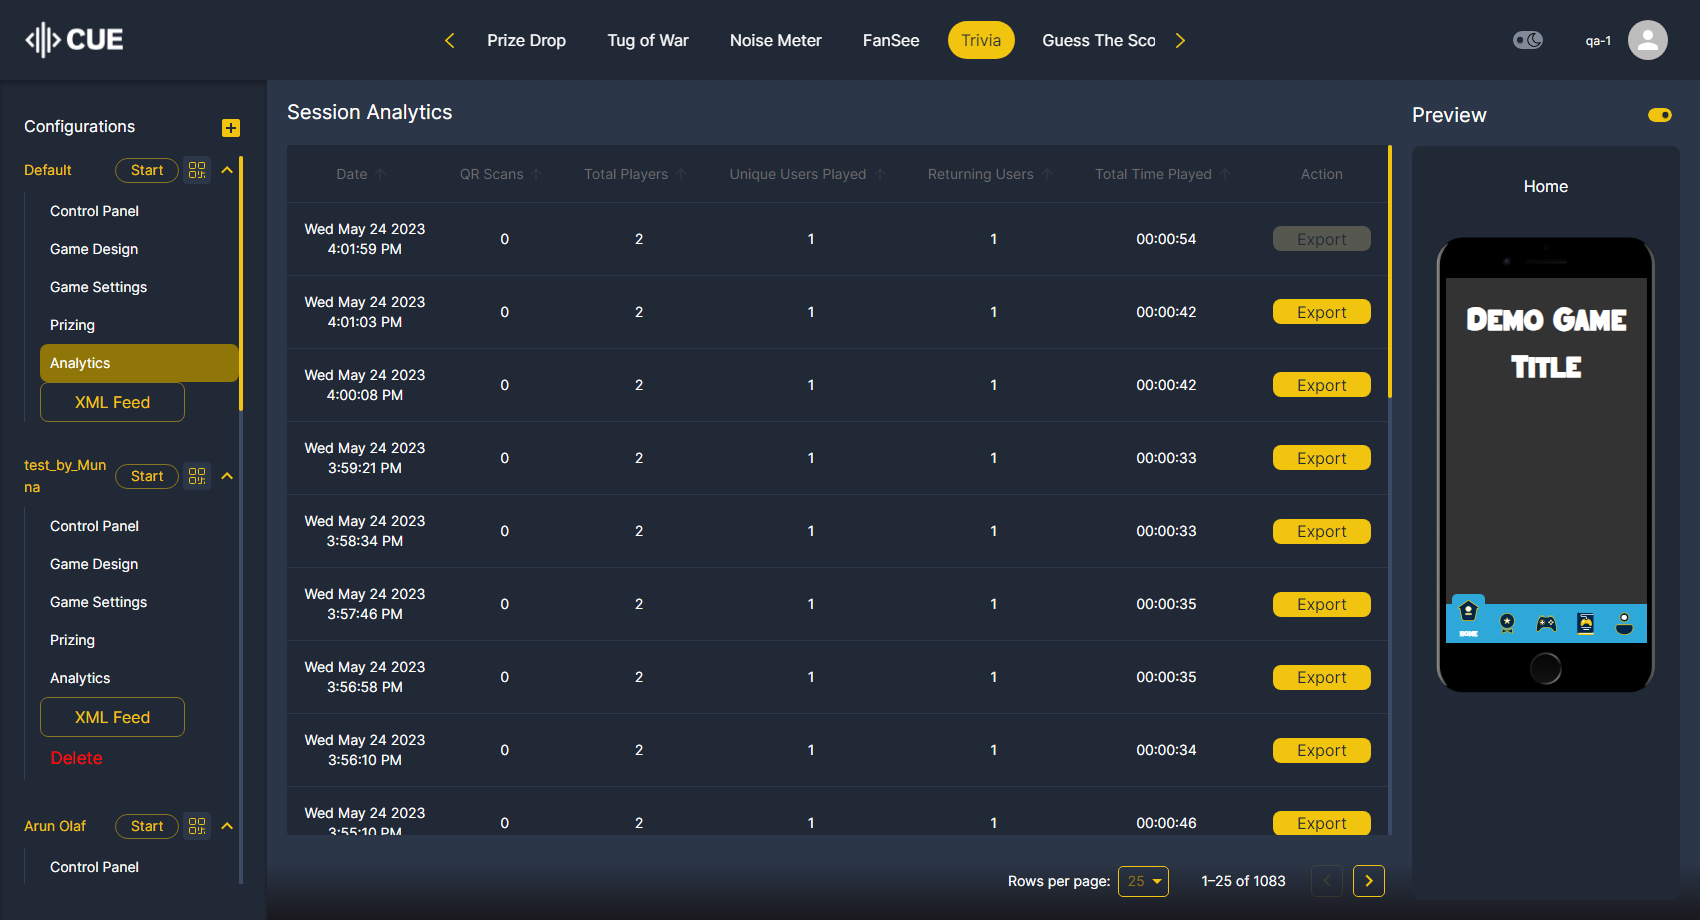 CUE
Prize Drop
Tug of War
Noise Meter
FanSee
Trivia
Guess The Sco
qa-1
Configurations
Default
Start
Control Panel
Game Design
Game Settings
Prizing
Analytics
XML Feed
test_by_Mun
na
Start
Control Panel
Game Design
Game Settings
Prizing
Analytics
XML Feed
Delete
Arun Olaf
Start
Control Panel
Session Analytics
Date QR Scans Total Players Unique Users Played Returning Users Total Time Played Action
Wed May 24 2023
4:01:59 PM
0 2 1 1 00:00:54 Export
Wed May 24 2023
4:01:03 PM
0 2 1 1 00:00:42 Export
Wed May 24 2023
4:00:08 PM
0 2 1 1 00:00:42 Export
Wed May 24 2023
3:59:21 PM
0 2 1 1 00:00:33 Export
Wed May 24 2023
3:58:34 PM
0 2 1 1 00:00:33 Export
Wed May 24 2023
3:57:46 PM
0 2 1 1 00:00:35 Export
Wed May 24 2023
3:56:58 PM
0 2 1 1 00:00:35 Export
Wed May 24 2023
3:56:10 PM
0 2 1 1 00:00:34 Export
Wed May 24 2023
3:55:10 PM
0 2 1 1 00:00:46 Export
Rows per page: 25 1–25 of 1083
Preview
Home
Demo Game
Title
HOME